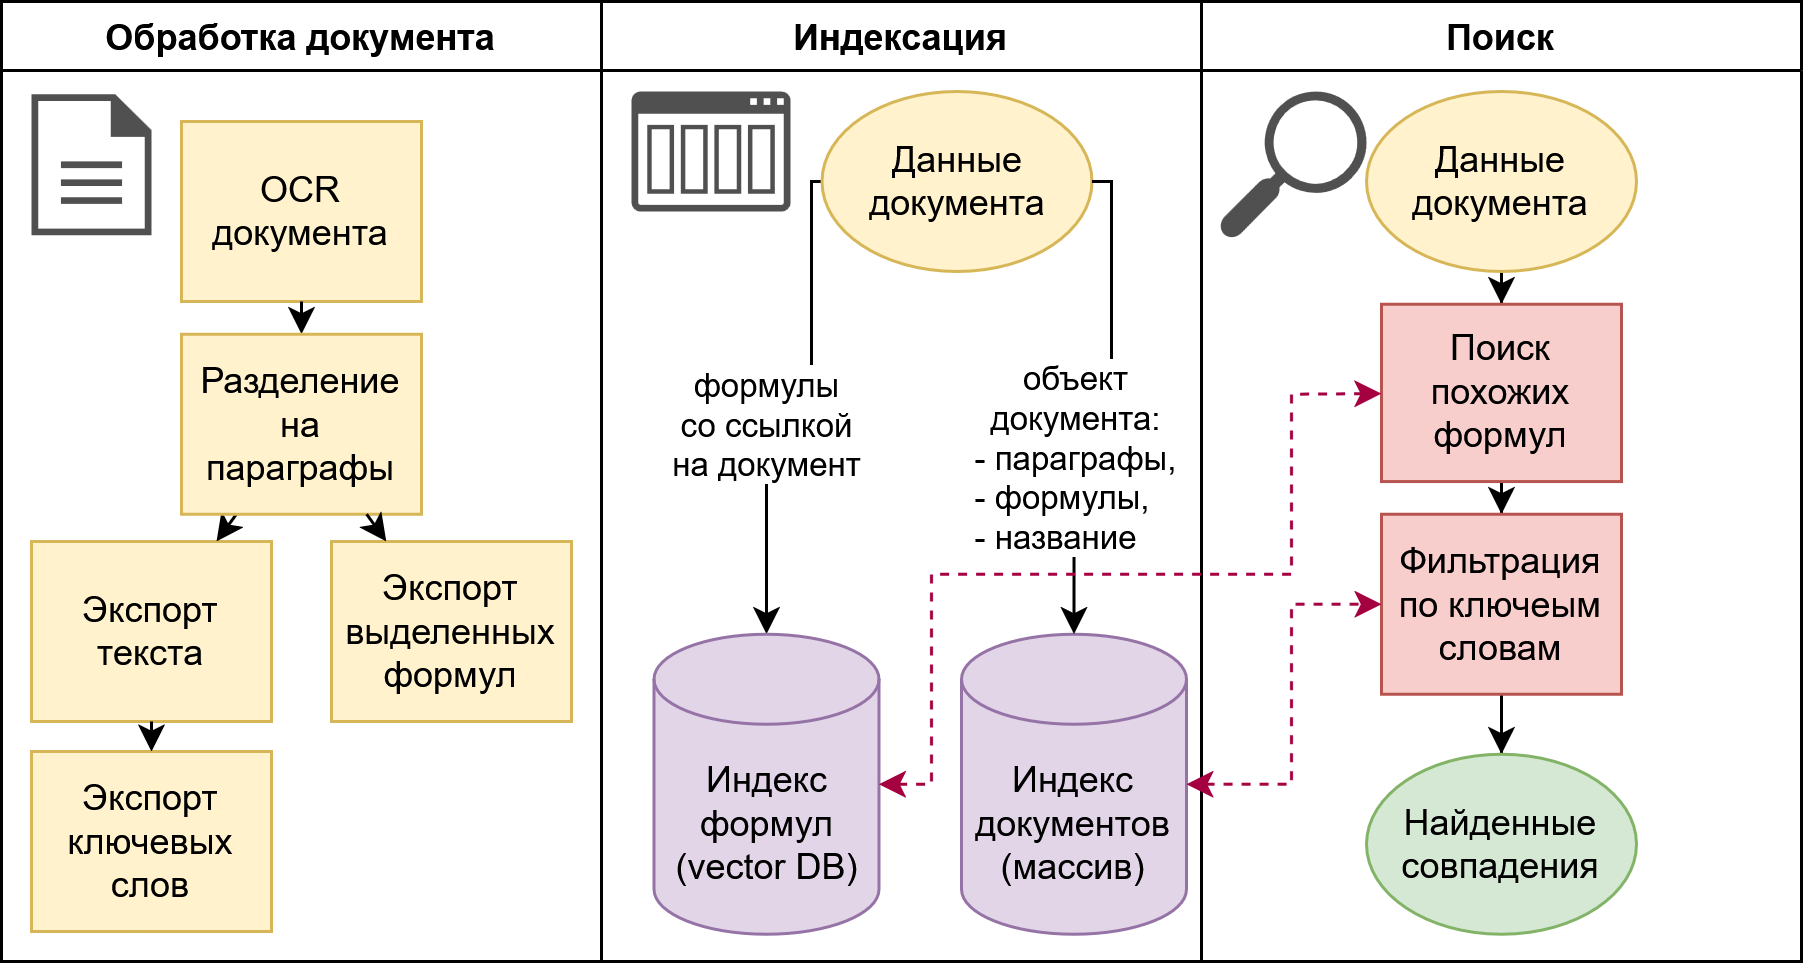 Обработка документа
OCR
документа
Разделение
на
параграфы
Экспорт
текста
Экспорт
выделенных
формул
Экспорт
ключевых
слов
Индексация
Данные
документа
формулы
со ссылкой
на документ
объект
документа:
- параграфы,
- формулы,
- название
Индекс
формул
(vector DB)
Индекс
документов
(массив)
Поиск
Данные
документа
Поиск
похожих
формул
Фильтрация
по ключеым
словам
Найденные
совпадения